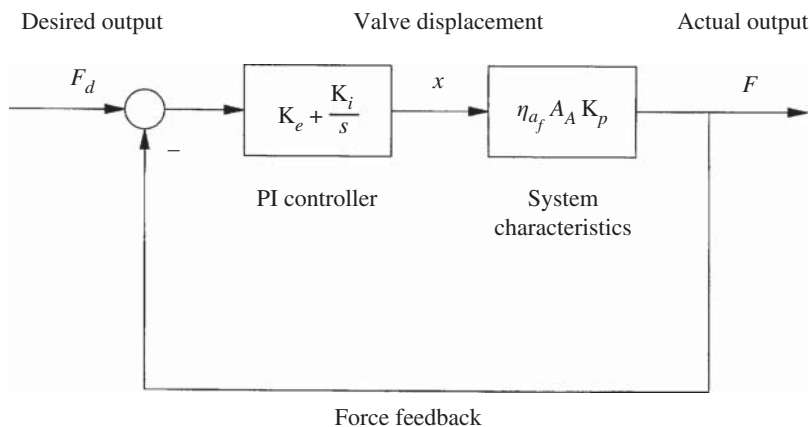 Desired output Valve displacement Actual output
F_d x F
K_e + K_i/s η_{a_f} A_A K_p
−
PI controller System
characteristics
Force feedback